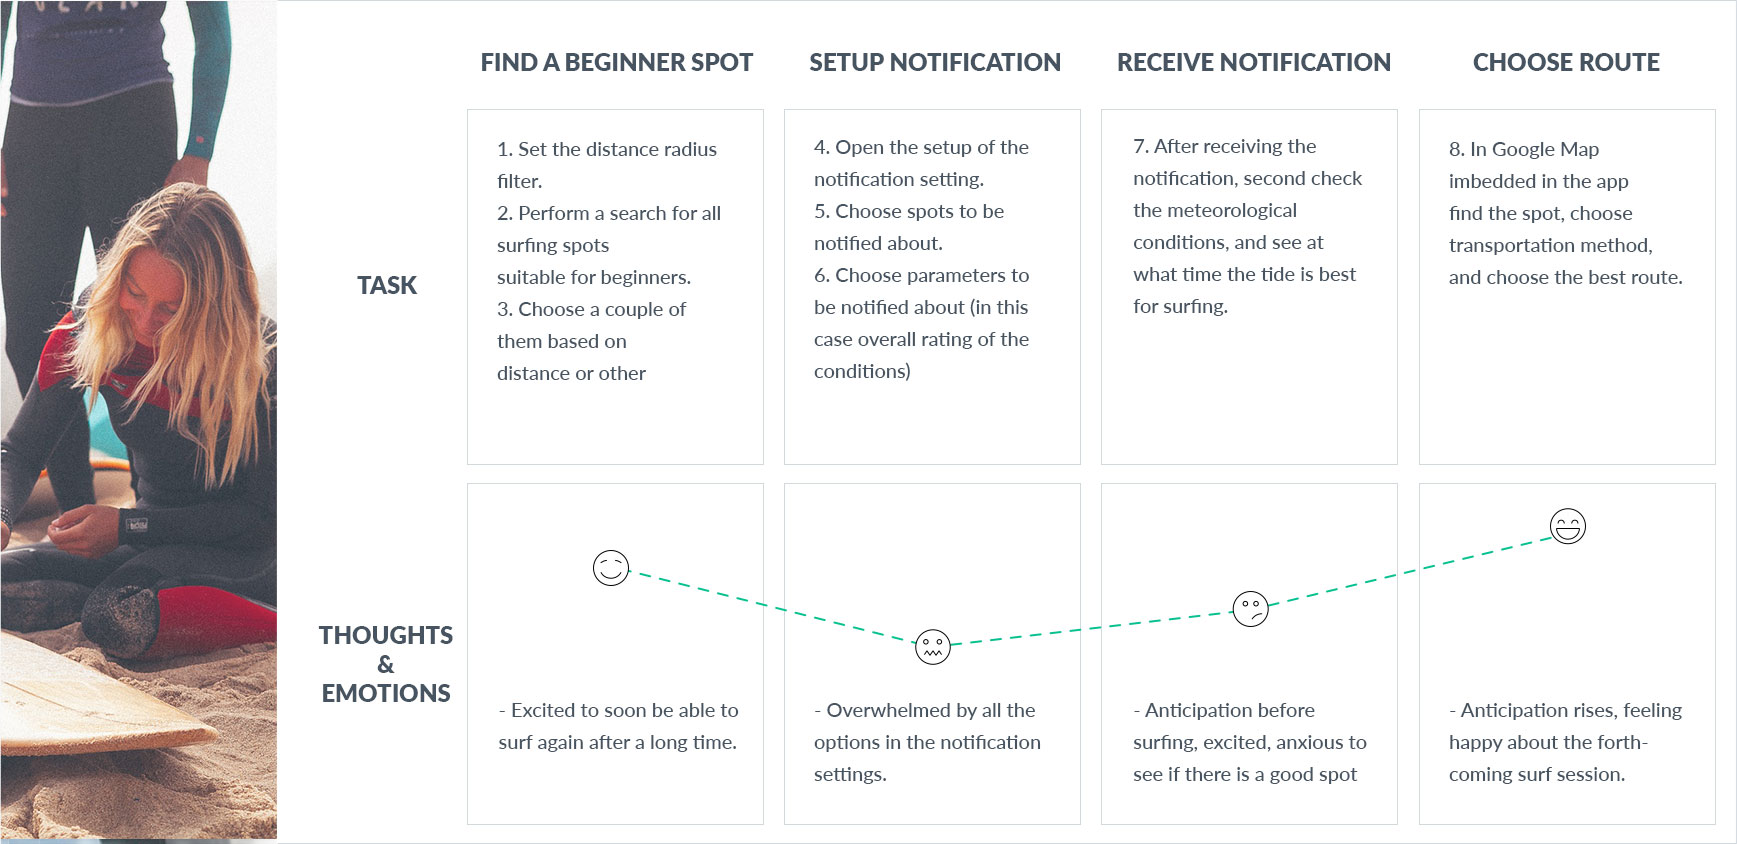 FIND A BEGINNER SPOT
SETUP NOTIFICATION
RECEIVE NOTIFICATION
CHOOSE ROUTE
TASK
1. Set the distance radius
filter.
2. Perform a search for all
surfing spots
suitable for beginners.
3. Choose a couple of
them based on
distance or other
4. Open the setup of the
notification setting.
5. Choose spots to be
notified about.
6. Choose parameters to
be notified about (in this
case overall rating of the
conditions)
7. After receiving the
notification, second check
the meteorological
conditions, and see at
what time the tide is best
for surfing.
8. In Google Map
imbedded in the app
find the spot, choose
transportation method,
and choose the best route.
THOUGHTS
&
EMOTIONS
- Excited to soon be able to
surf again after a long time.
- Overwhelmed by all the
options in the notification
settings.
- Anticipation before
surfing, excited, anxious to
see if there is a good spot
- Anticipation rises, feeling
happy about the forth-
coming surf session.